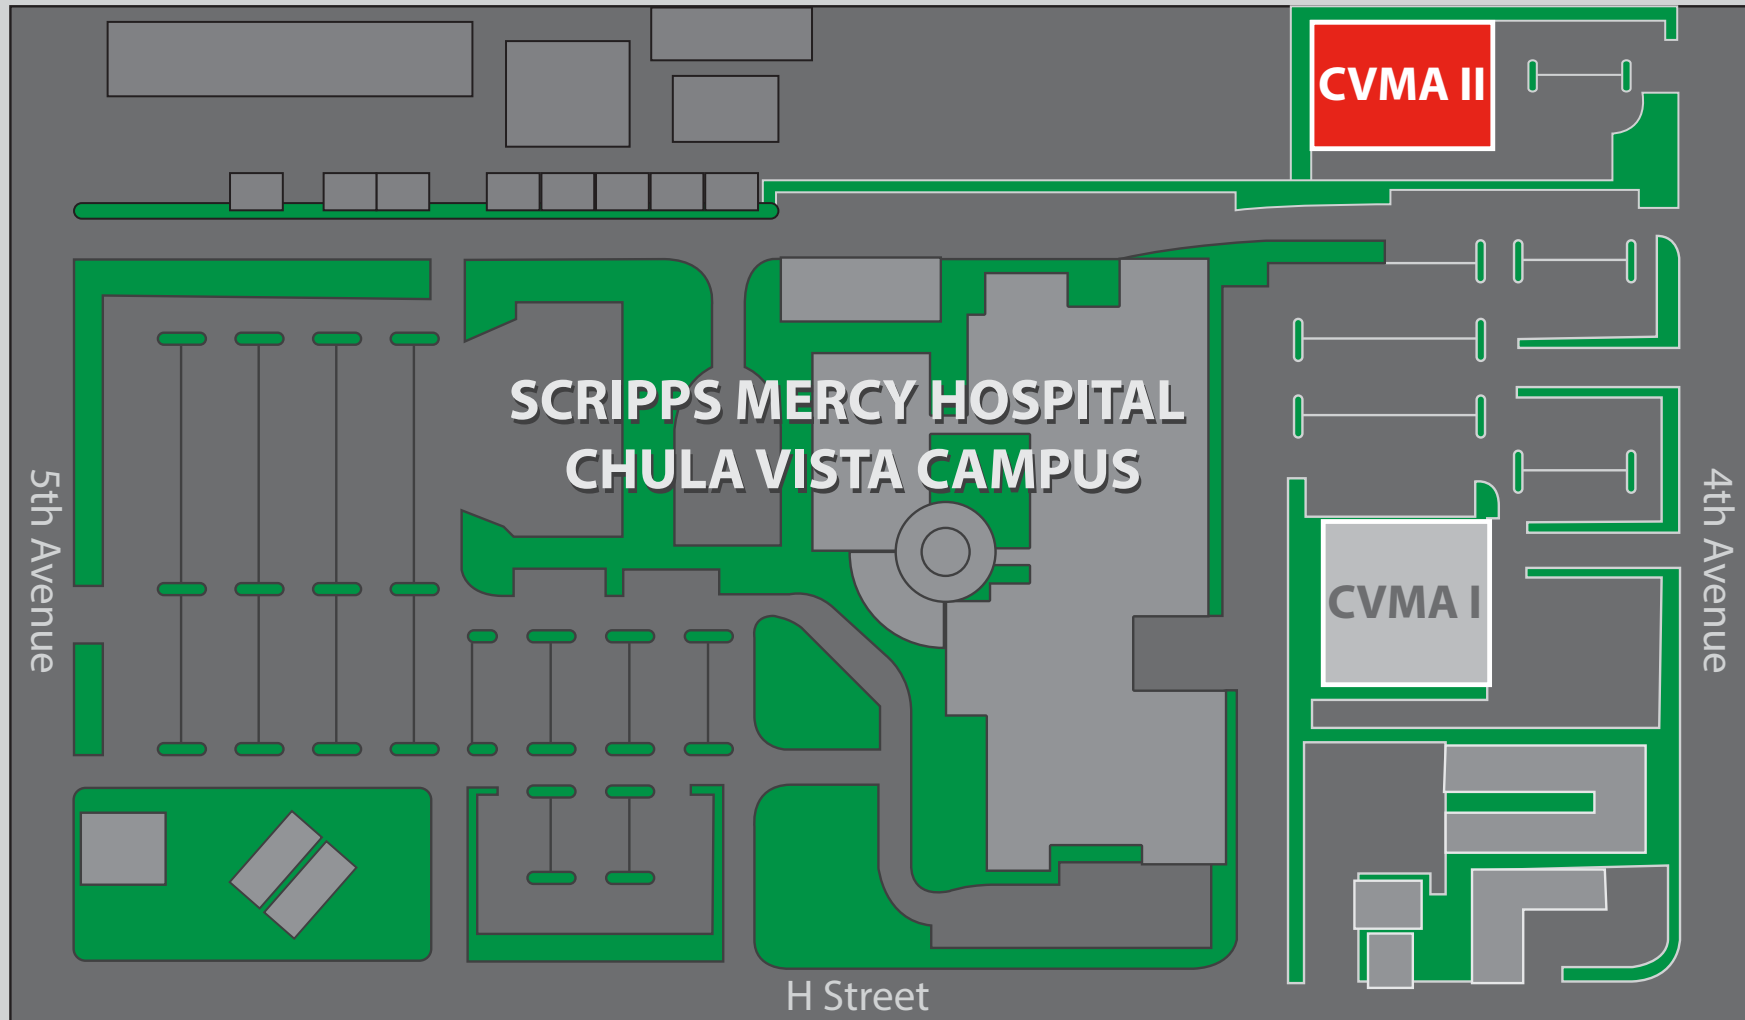 CVMA II
SCRIPPS MERCY HOSPITAL
CHULA VISTA CAMPUS
5th Avenue
4th Avenue
CVMA I
H Street